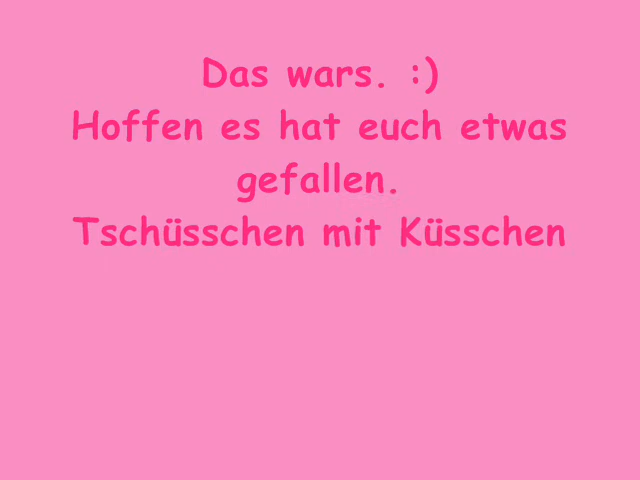 Das wars. :)
Hoffen es hat euch etwas
gefallen.
Tschüsschen mit Küsschen